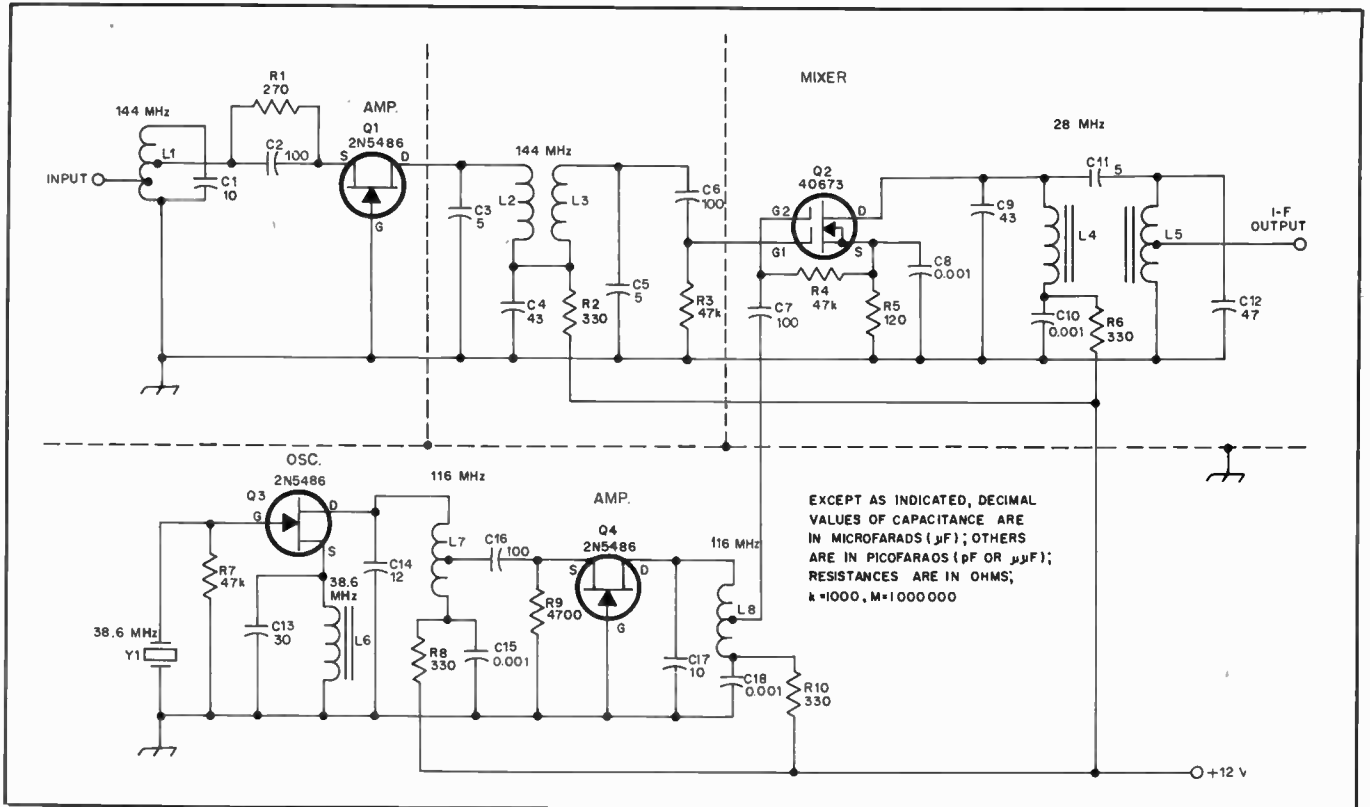 MIXER
144 MHz
R1
270
AMP.
Q1
2N5486
C2
100
S
D
G
L1
C1
10
INPUT
144 MHz
L2
L3
C3
5
C4
43
R2
330
C5
5
C6
100
R3
47k
Q2
40673
G2
D
G1
S
R4
47k
C7
100
R5
120
C8
0.001
28 MHz
C11
5
C9
43
L4
L5
I-F
OUTPUT
C10
0.001
R6
330
C12
47
OSC.
2N5486
Q3
G
D
S
116 MHz
R7
47k
38.6 MHz
Y1
C13
30
38.6
MHz
L6
C14
12
L7
C16
100
R8
330
C15
0.001
AMP.
Q4
2N5486
S
D
G
R9
4700
116 MHz
L8
C17
10
C18
0.001
R10
330
EXCEPT AS INDICATED, DECIMAL
VALUES OF CAPACITANCE ARE
IN MICROFARADS (µF); OTHERS
ARE IN PICOFARADS (pF OR µµF);
RESISTANCES ARE IN OHMS;
k=1000, M=1000000
+12 V